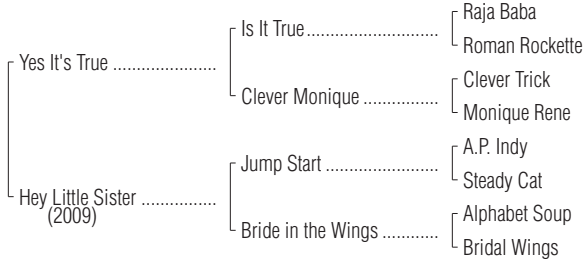 Raja Baba
Is It True
Roman Rockette
Yes It's True
Clever Trick
Clever Monique
Monique Rene
A.P. Indy
Jump Start
Steady Cat
Hey Little Sister
(2009)
Alphabet Soup
Bride in the Wings
Bridal Wings